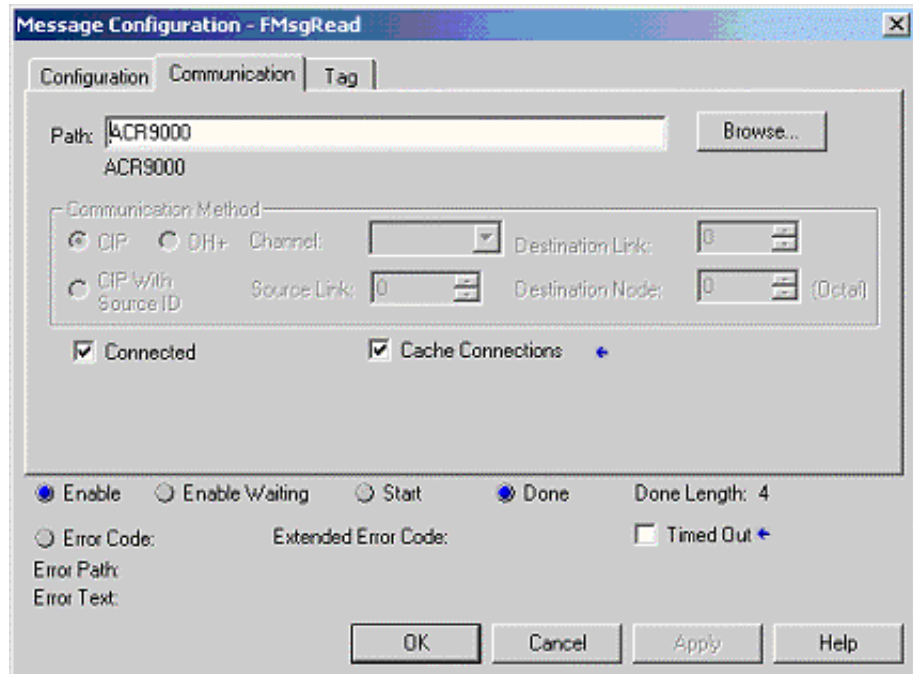 Message Configuration - FMsgRead
Configuration Communication Tag
Path: ACR9000 Browse...
ACR9000
Communication Method
CIP DH+ Channel: Destination Link: 0
CIP With Source ID Source Link: 0 Destination Node: 0 (Octal)
Connected Cache Connections
Enable Enable Waiting Start Done Done Length: 4
Error Code: Extended Error Code: Timed Out
Error Path:
Error Text:
OK Cancel Apply Help